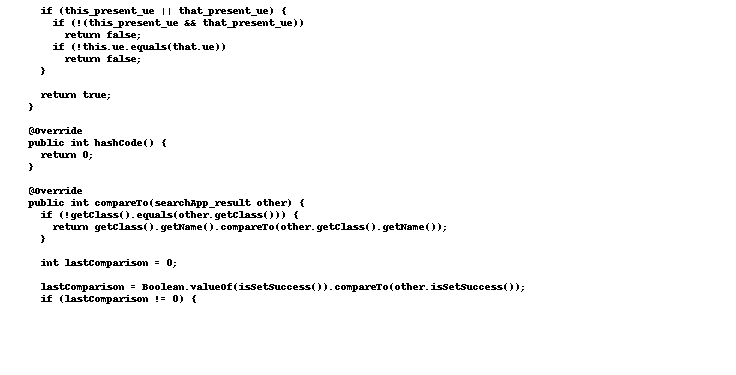 if (this_present_ue || that_present_ue) {
if (!(this_present_ue && that_present_ue))
return false;
if (!this.ue.equals(that.ue))
return false;
}
return true;
}
@Override
public int hashCode() {
return 0;
}
@Override
public int compareTo(searchApp_result other) {
if (!getClass().equals(other.getClass())) {
return getClass().getName().compareTo(other.getClass().getName());
}
int lastComparison = 0;
lastComparison = Boolean.valueOf(isSetSuccess()).compareTo(other.isSetSuccess());
if (lastComparison != 0) {